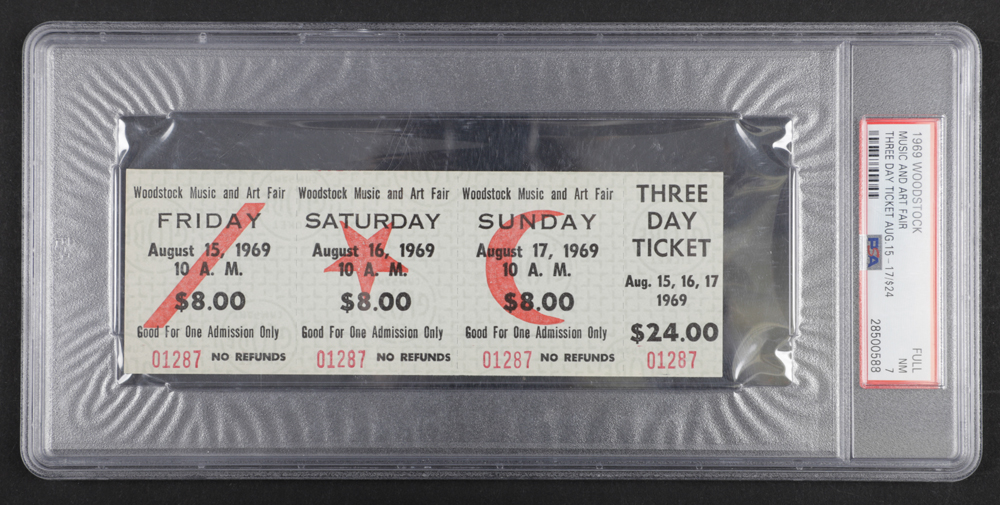 Woodstock Music and Art Fair
FRIDAY
August 15, 1969
10 A. M.
$8.00
Good For One Admission Only
01287 NO REFUNDS
Woodstock Music and Art Fair
SATURDAY
August 16, 1969
10 A. M.
$8.00
Good For One Admission Only
01287 NO REFUNDS
Woodstock Music and Art Fair
SUNDAY
August 17, 1969
10 A. M.
$8.00
Good For One Admission Only
01287 NO REFUNDS
THREE
DAY
TICKET
Aug. 15, 16, 17
1969
$24.00
01287
1969 WOODSTOCK FULL
MUSIC AND ART FAIR NM
THREE DAY TICKET AUG.15 - 17/$24 7
PSA
28500588